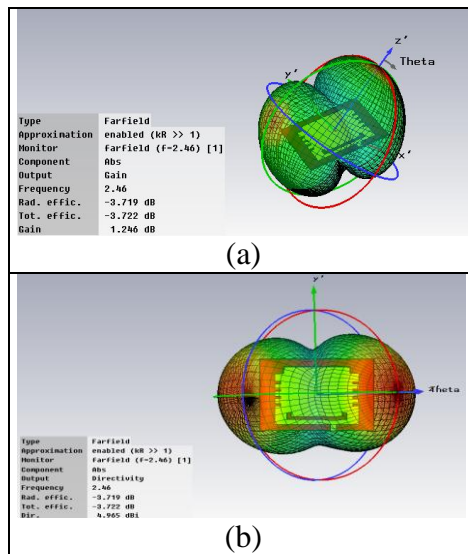 z'
Theta
y'
x'
Type Farfield
Approximation enabled (kR >> 1)
Monitor farfield (f=2.46) [1]
Component Abs
Output Gain
Frequency 2.46
Rad. effic. -3.719 dB
Tot. effic. -3.722 dB
Gain 1.246 dB
(a)
y'
Theta
Type Farfield
Approximation enabled (kR >> 1)
Monitor farfield (f=2.46) [1]
Component Abs
Output Directivity
Frequency 2.46
Rad. effic. -3.719 dB
Tot. effic. -3.722 dB
Dir. 4.965 dBi
(b)